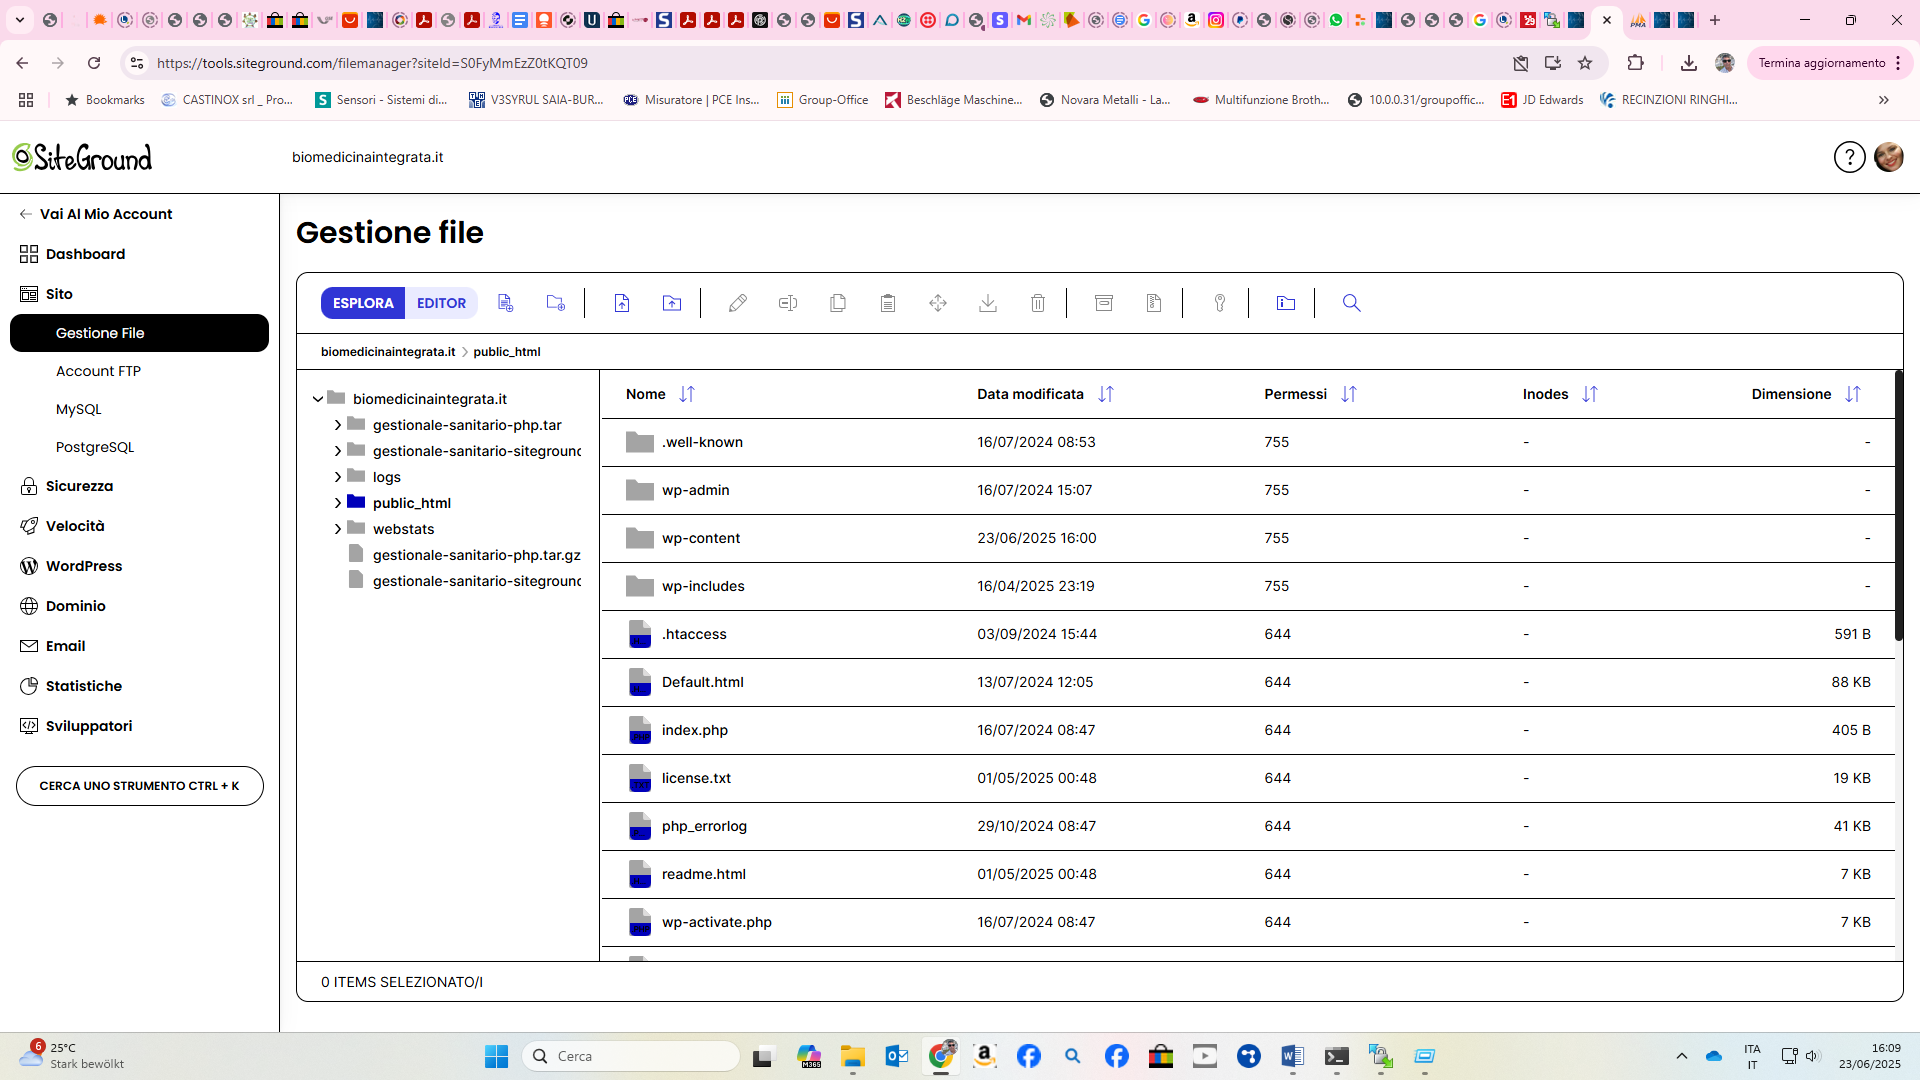 https://tools.siteground.com/filemanager?siteId=S0FyMmEzZ0tKQT09
Termina aggiornamento
Bookmarks
CASTINOX srl _ Pro...
Sensori - Sistemi di...
V3SYRUL SAIA-BUR...
Misuratore | PCE Ins...
Group-Office
Beschläge Maschine...
Novara Metalli - La...
Multifunzione Broth...
10.0.0.31/groupoffic...
JD Edwards
RECINZIONI RINGHI...
SiteGround
biomedicinaintegrata.it
?
Vai Al Mio Account
Dashboard
Sito
Gestione File
Account FTP
MySQL
PostgreSQL
Sicurezza
Velocità
WordPress
Dominio
Email
Statistiche
Sviluppatori
CERCA UNO STRUMENTO CTRL + K
Gestione file
ESPLORA EDITOR
biomedicinaintegrata.it > public_html
biomedicinaintegrata.it
gestionale-sanitario-php.tar
gestionale-sanitario-siteground
logs
public_html
webstats
gestionale-sanitario-php.tar.gz
gestionale-sanitario-siteground
Nome Data modificata Permessi Inodes Dimensione
.well-known 16/07/2024 08:53 755 - -
wp-admin 16/07/2024 15:07 755 - -
wp-content 23/06/2025 16:00 755 - -
wp-includes 16/04/2025 23:19 755 - -
.htaccess 03/09/2024 15:44 644 - 591 B
Default.html 13/07/2024 12:05 644 - 88 KB
index.php 16/07/2024 08:47 644 - 405 B
license.txt 01/05/2025 00:48 644 - 19 KB
php_errorlog 29/10/2024 08:47 644 - 41 KB
readme.html 01/05/2025 00:48 644 - 7 KB
wp-activate.php 16/07/2024 08:47 644 - 7 KB
0 ITEMS SELEZIONATO/I
6
25°C
Stark bewölkt
Cerca
ITA
IT
16:09
23/06/2025